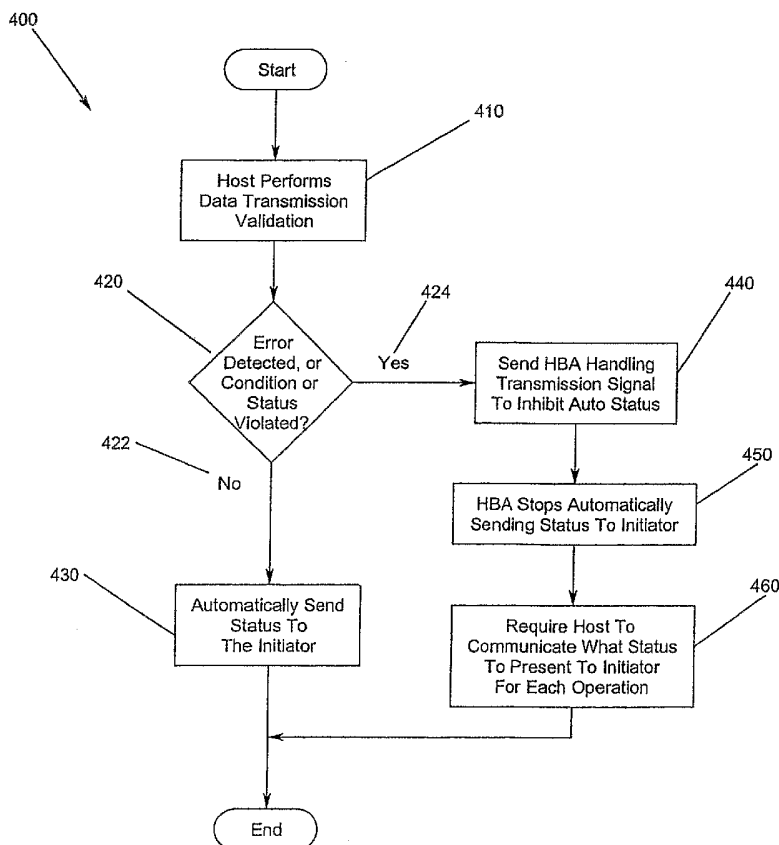 400
Start
410
Host Performs
Data Transmission
Validation
420
Error
Detected, or
Condition or
Status
Violated?
424
Yes
440
Send HBA Handling
Transmission Signal
To Inhibit Auto Status
422
No
450
HBA Stops Automatically
Sending Status To Initiator
430
Automatically Send
Status To
The Initiator
460
Require Host To
Communicate What Status
To Present To Initiator
For Each Operation
End